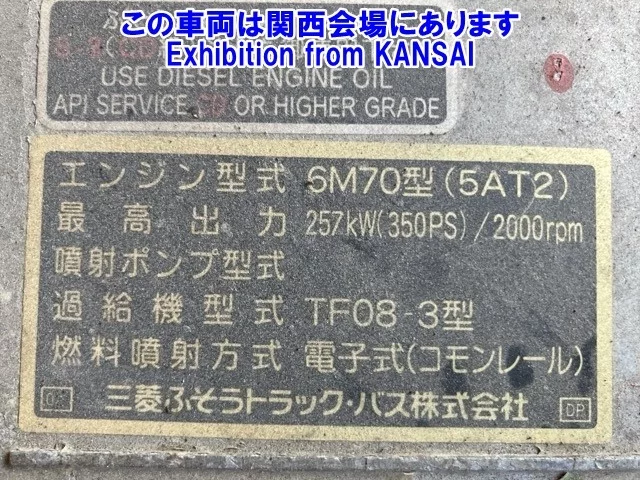 この車両は関西会場にあります
Exhibition from KANSAI
USE DIESEL ENGINE OIL
API SERVICE CD OR HIGHER GRADE
エンジン型式 6M70型(5AT2)
最高出力 257kW(350PS)/2000rpm
噴射ポンプ型式
過給機型式 TF08-3型
燃料噴射方式 電子式(コモンレール)
三菱ふそうトラック・バス株式会社 DP